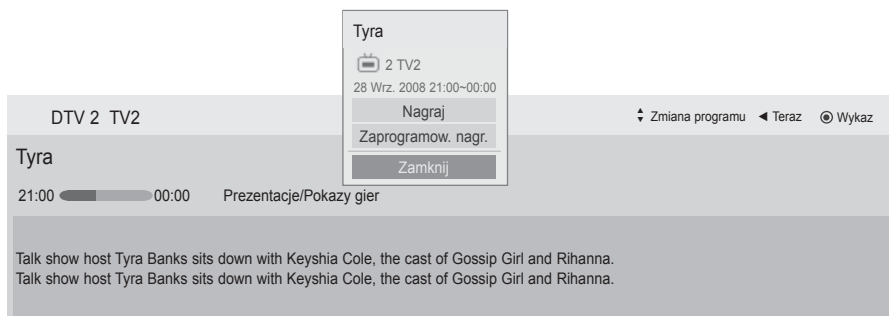 Tyra
2 TV2
28 Wrz. 2008 21:00~00:00
Nagraj
Zaprogramow. nagr.
Zamknij
DTV 2 TV2
Zmiana programu ◀ Teraz ◉ Wykaz
Tyra
21:00 00:00 Prezentacje/Pokazy gier
Talk show host Tyra Banks sits down with Keyshia Cole, the cast of Gossip Girl and Rihanna.
Talk show host Tyra Banks sits down with Keyshia Cole, the cast of Gossip Girl and Rihanna.